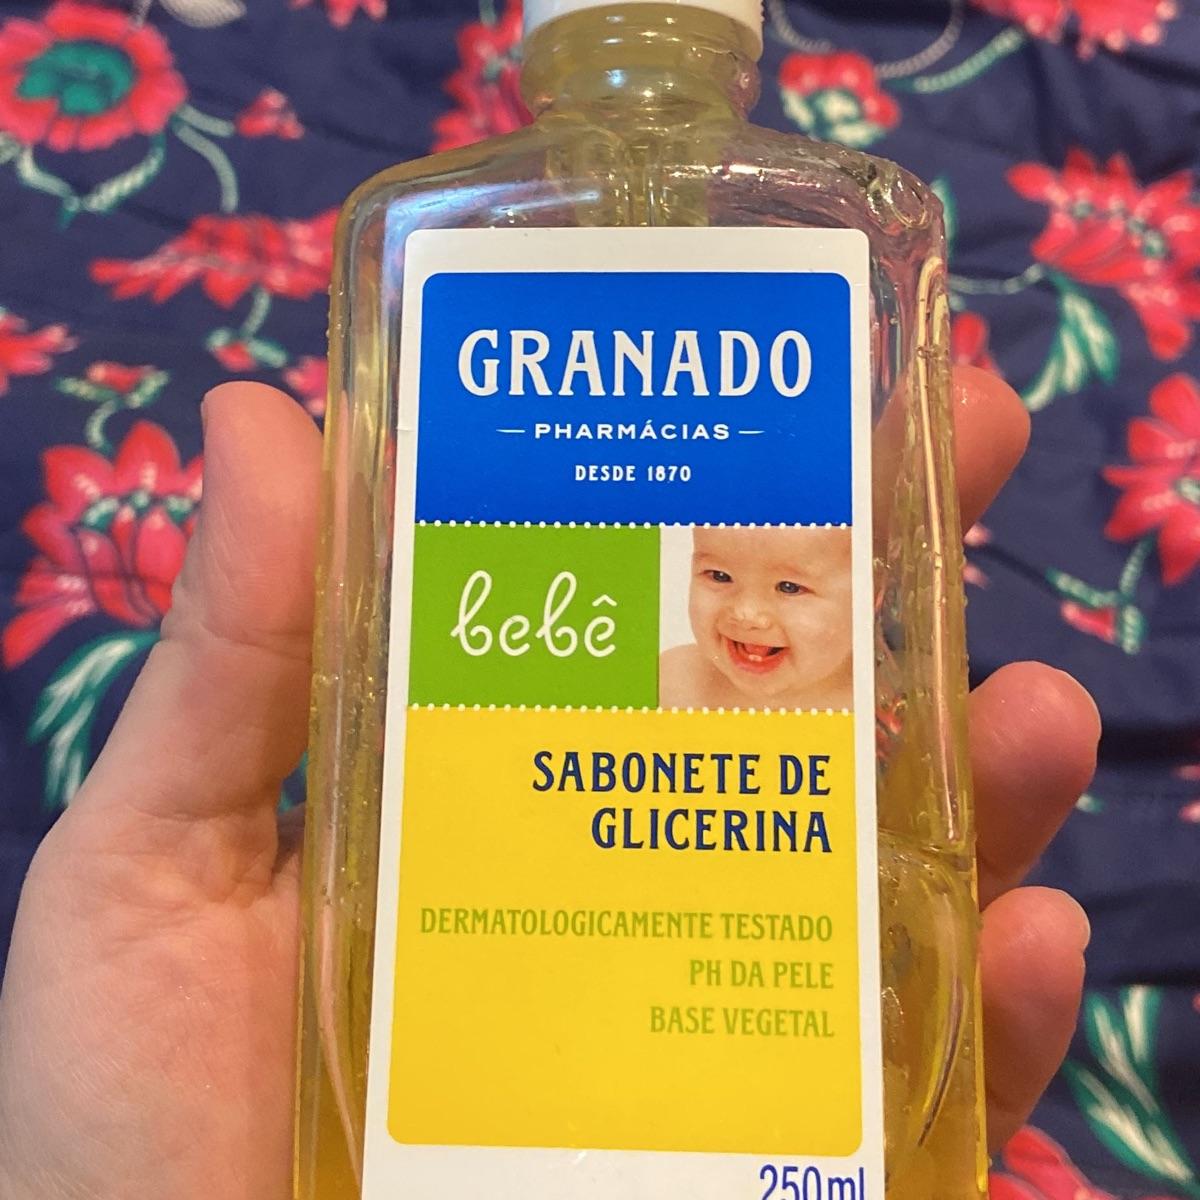 GRANADO
PHARMÁCIAS
DESDE 1870
bebê
SABONETE DE
GLICERINA
DERMATOLOGICAMENTE TESTADO
PH DA PELE
BASE VEGETAL
250ml